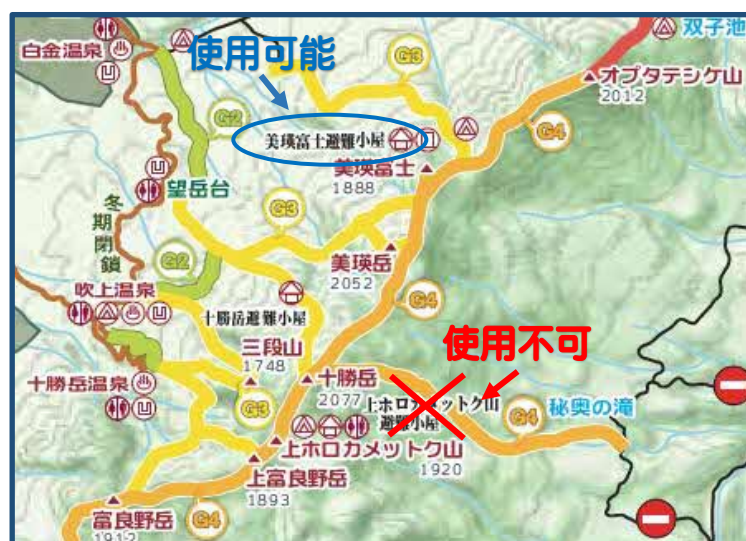 双子池
白金温泉
使用可能
G3
オプタテシケ山
2012
G2
美瑛富士避難小屋
G4
美瑛富士
1888
望岳台
冬期閉鎖
G3
美瑛岳
2052
G2
吹上温泉
十勝岳避難小屋
G4
三段山
1748
使用不可
十勝岳
2077
上ホロカメットク山
避難小屋
十勝岳温泉
G3
G4
秘奥の滝
上ホロカメットク山
1920
上富良野岳
1893
富良野岳
1912
G4